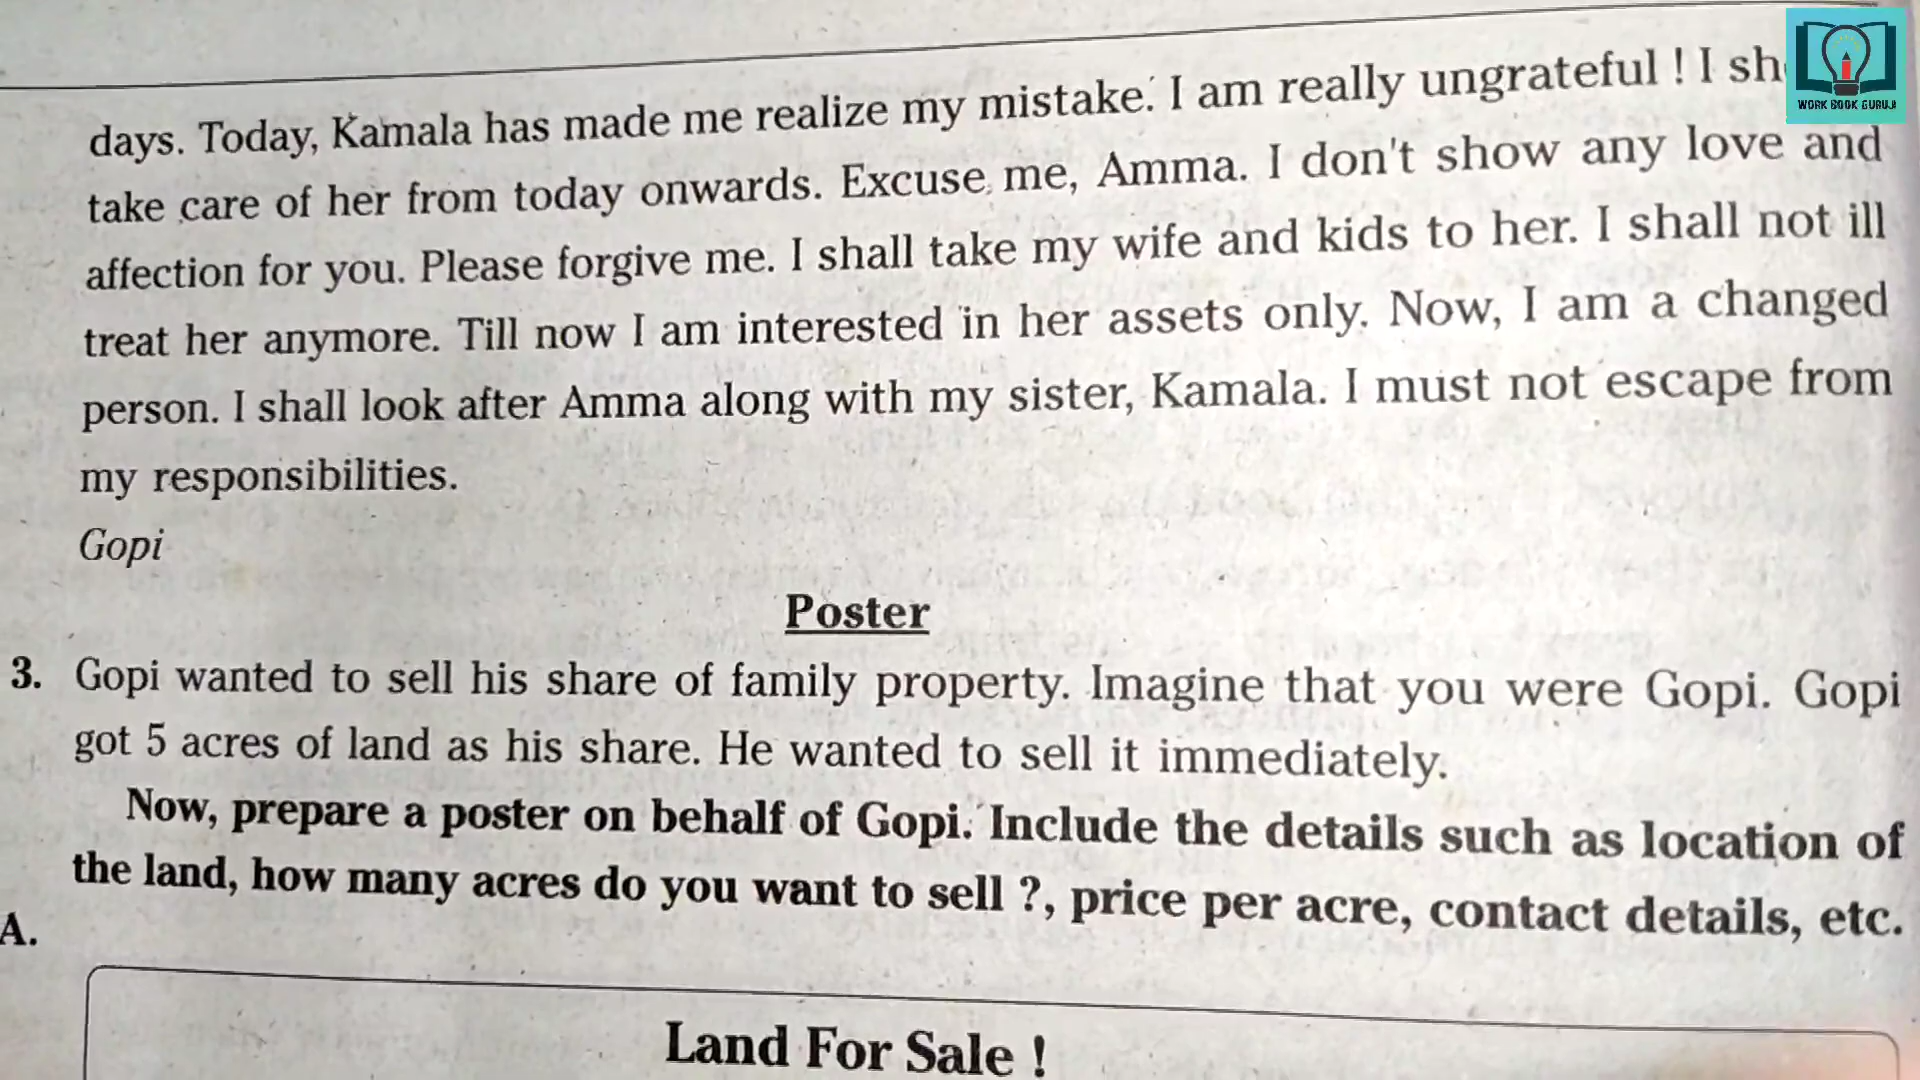 days. Today, Kamala has made me realize my mistake. I am really ungrateful ! I
WORK BOOK GURUJI
take care of her from today onwards. Excuse me, Amma. I don't show any love and
affection for you. Please forgive me. I shall take my wife and kids to her. I shall not ill
treat her anymore. Till now I am interested in her assets only. Now, I am a changed
person. I shall look after Amma along with my sister, Kamala. I must not escape from
my responsibilities.
Gopi
Poster
3. Gopi wanted to sell his share of family property. Imagine that you were Gopi. Gopi
got 5 acres of land as his share. He wanted to sell it immediately.
Now, prepare a poster on behalf of Gopi. Include the details such as location of
the land, how many acres do you want to sell ?, price per acre, contact details, etc.
A.
Land For Sale !